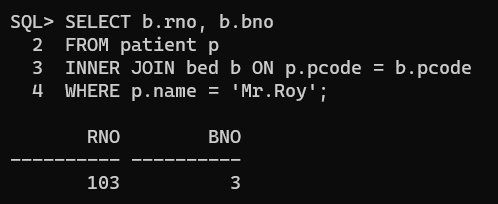 SQL> SELECT b.rno, b.bno
  2  FROM patient p
  3  INNER JOIN bed b ON p.pcode = b.pcode
  4  WHERE p.name = 'Mr.Roy';
       RNO        BNO
---------- ----------
       103          3